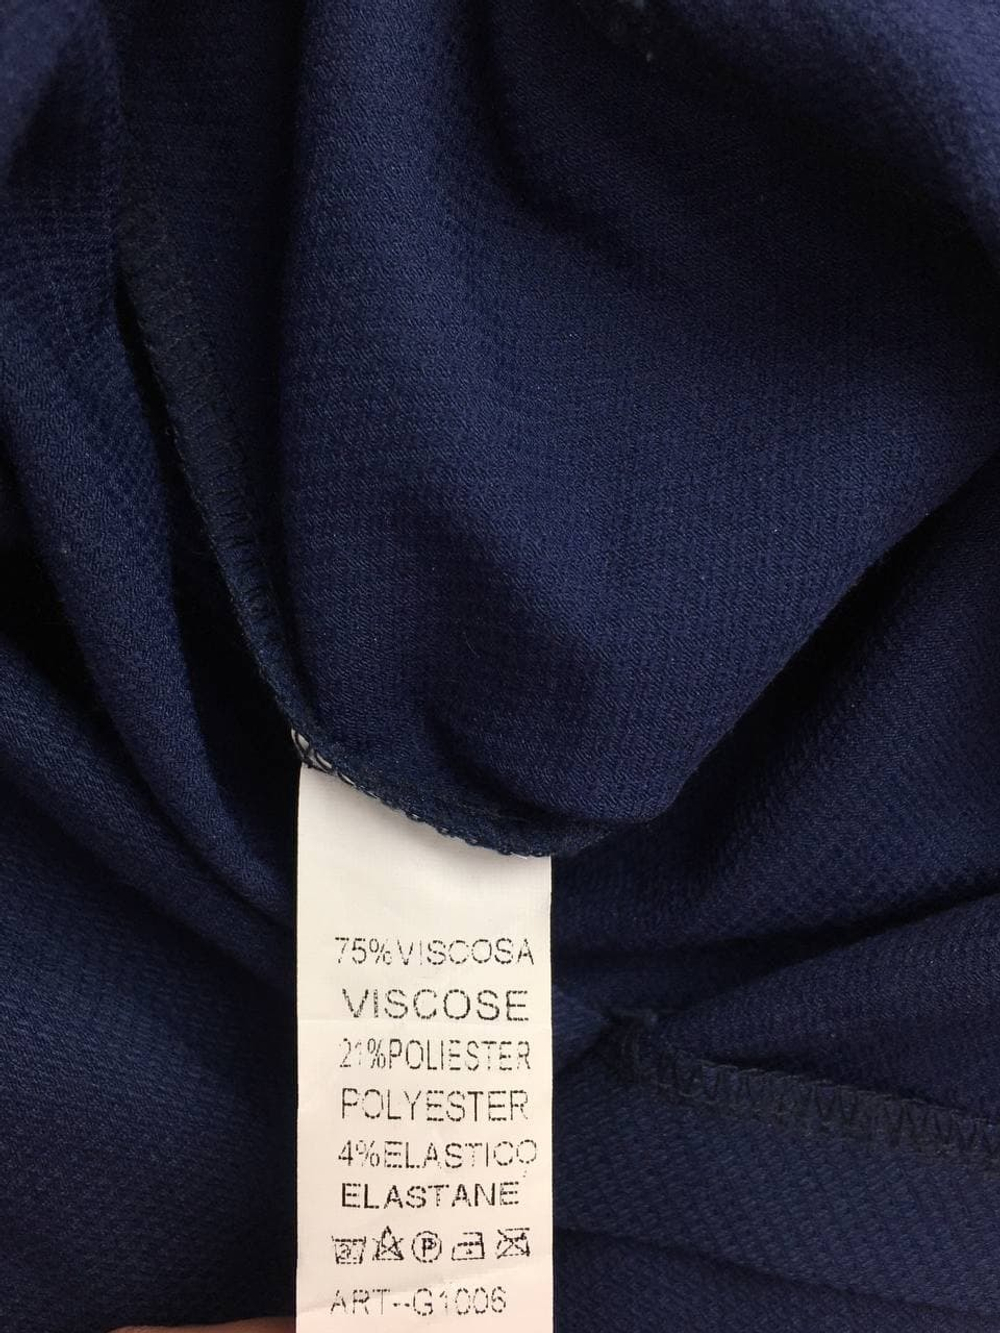 75%VISCOSA
VISCOSE
21%POLIESTER
POLYESTER
4%ELASTICO
ELASTANE
P
ART--G1006